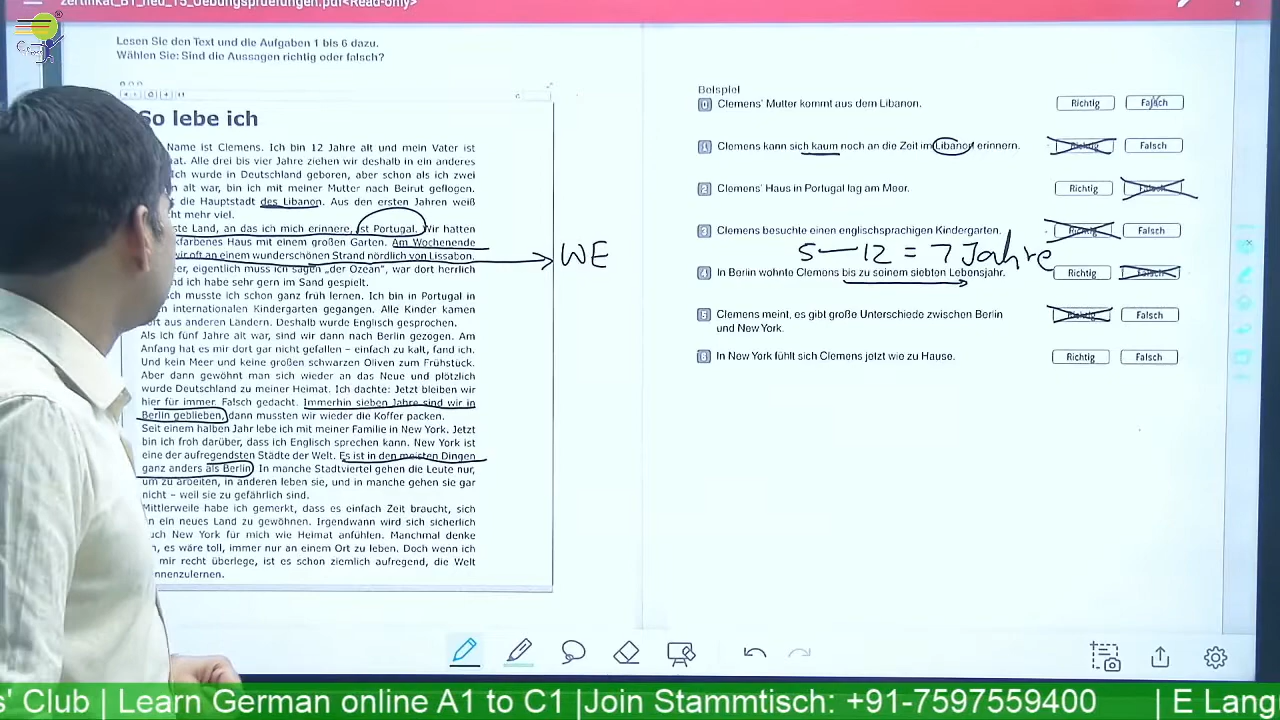 zertifikat_B1_neu_15_Uebungspruefungen.pdf<Read-only>
Lesen Sie den Text und die Aufgaben 1 bis 6 dazu.
Wählen Sie: Sind die Aussagen richtig oder falsch?
So lebe ich
Name ist Clemens. Ich bin 12 Jahre alt und mein Vater ist
Alle drei bis vier Jahre ziehen wir deshalb in ein anderes
ch wurde in Deutschland geboren, aber schon als ich zwei
alt war, bin ich mit meiner Mutter nach Beirut geflogen.
die Hauptstadt des Libanon. Aus den ersten Jahren weiß
mehr viel.
ste Land, an das ich mich erinnere, ist Portugal. Wir hatten
kfarbenes Haus mit einem großen Garten. Am Wochenende
wir oft an einem wunderschönen Strand nördlich von Lissabon.
WE
er, eigentlich muss ich sagen „der Ozean", war dort herrlich
nd ich habe sehr gern im Sand gespielt.
sch musste ich schon ganz früh lernen. Ich bin in Portugal in
n internationalen Kindergarten gegangen. Alle Kinder kamen
aus anderen Ländern. Deshalb wurde Englisch gesprochen.
Als ich fünf Jahre alt war, sind wir dann nach Berlin gezogen. Am
Anfang hat es mir dort gar nicht gefallen – einfach zu kalt, fand ich.
Und kein Meer und keine großen schwarzen Oliven zum Frühstück.
Aber dann gewöhnt man sich wieder an das Neue und plötzlich
wurde Deutschland zu meiner Heimat. Ich dachte: Jetzt bleiben wir
hier für immer. Falsch gedacht. Immerhin sieben Jahre sind wir in
Berlin geblieben, dann mussten wir wieder die Koffer packen.
Seit einem halben Jahr lebe ich mit meiner Familie in New York. Jetzt
bin ich froh darüber, dass ich Englisch sprechen kann. New York ist
eine der aufregendsten Städte der Welt. Es ist in den meisten Dingen
ganz anders als Berlin. In manche Stadtviertel gehen die Leute nur,
um zu arbeiten, in anderen leben sie, und in manche gehen sie gar
nicht – weil sie zu gefährlich sind.
Mittlerweile habe ich gemerkt, dass es einfach Zeit braucht, sich
n ein neues Land zu gewöhnen. Irgendwann wird sich sicherlich
uch New York für mich wie Heimat anfühlen. Manchmal denke
h, es wäre toll, immer nur an einem Ort zu leben. Doch wenn ich
mir recht überlege, ist es schon ziemlich aufregend, die Welt
nnenzulernen.
Beispiel
0 Clemens' Mutter kommt aus dem Libanon. Richtig Falsch
1 Clemens kann sich kaum noch an die Zeit im Libanon erinnern. Richtig Falsch
2 Clemens' Haus in Portugal lag am Meer. Richtig Falsch
3 Clemens besuchte einen englischsprachigen Kindergarten. Richtig Falsch
5 — 12 = 7 Jahre
4 In Berlin wohnte Clemens bis zu seinem siebten Lebensjahr. Richtig Falsch
5 Clemens meint, es gibt große Unterschiede zwischen Berlin Richtig Falsch
und New York.
6 In New York fühlt sich Clemens jetzt wie zu Hause. Richtig Falsch
s' Club | Learn German online A1 to C1 |Join Stammtisch: +91-7597559400 | E Lang